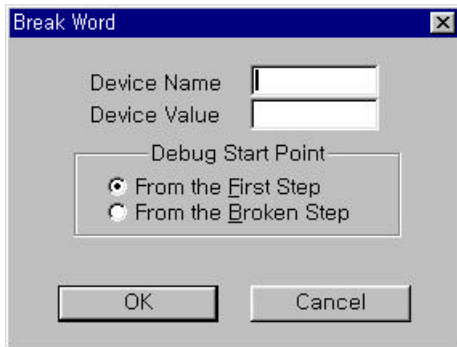 Break Word
Device Name
Device Value
Debug Start Point
From the First Step
From the Broken Step
OK
Cancel